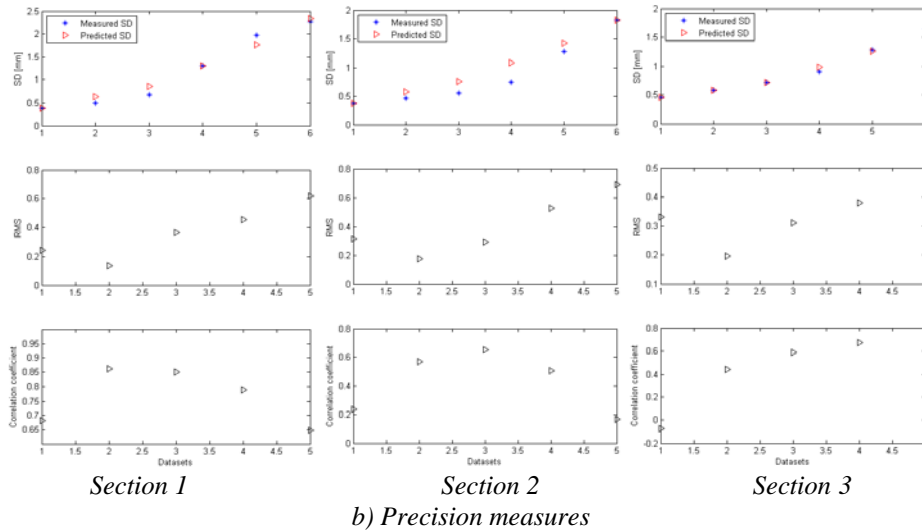 SD [mm]
2.5
2
1.5
1
0.5
0
Measured SD
Predicted SD
1 2 3 4 5 6
RMS
0.8
0.6
0.4
0.2
0
1 1.5 2 2.5 3 3.5 4 4.5 5
Correlation coefficient
0.95
0.9
0.85
0.8
0.75
0.7
0.65
1 1.5 2 2.5 3 3.5 4 4.5 5
Datasets
Section 1
SD [mm]
2
1.5
1
0.5
0
Measured SD
Predicted SD
1 2 3 4 5 6
RMS
0.8
0.6
0.4
0.2
0
1 1.5 2 2.5 3 3.5 4 4.5 5
Correlation coefficient
0.8
0.6
0.4
0.2
0
1 1.5 2 2.5 3 3.5 4 4.5 5
Datasets
Section 2
SD [mm]
2
1.5
1
0.5
0
Measured SD
Predicted SD
1 2 3 4 5
RMS
0.5
0.4
0.3
0.2
0.1
1 1.5 2 2.5 3 3.5 4 4.5
Correlation coefficient
0.8
0.6
0.4
0.2
0
-0.2
1 1.5 2 2.5 3 3.5 4 4.5
Datasets
Section 3
b) Precision measures